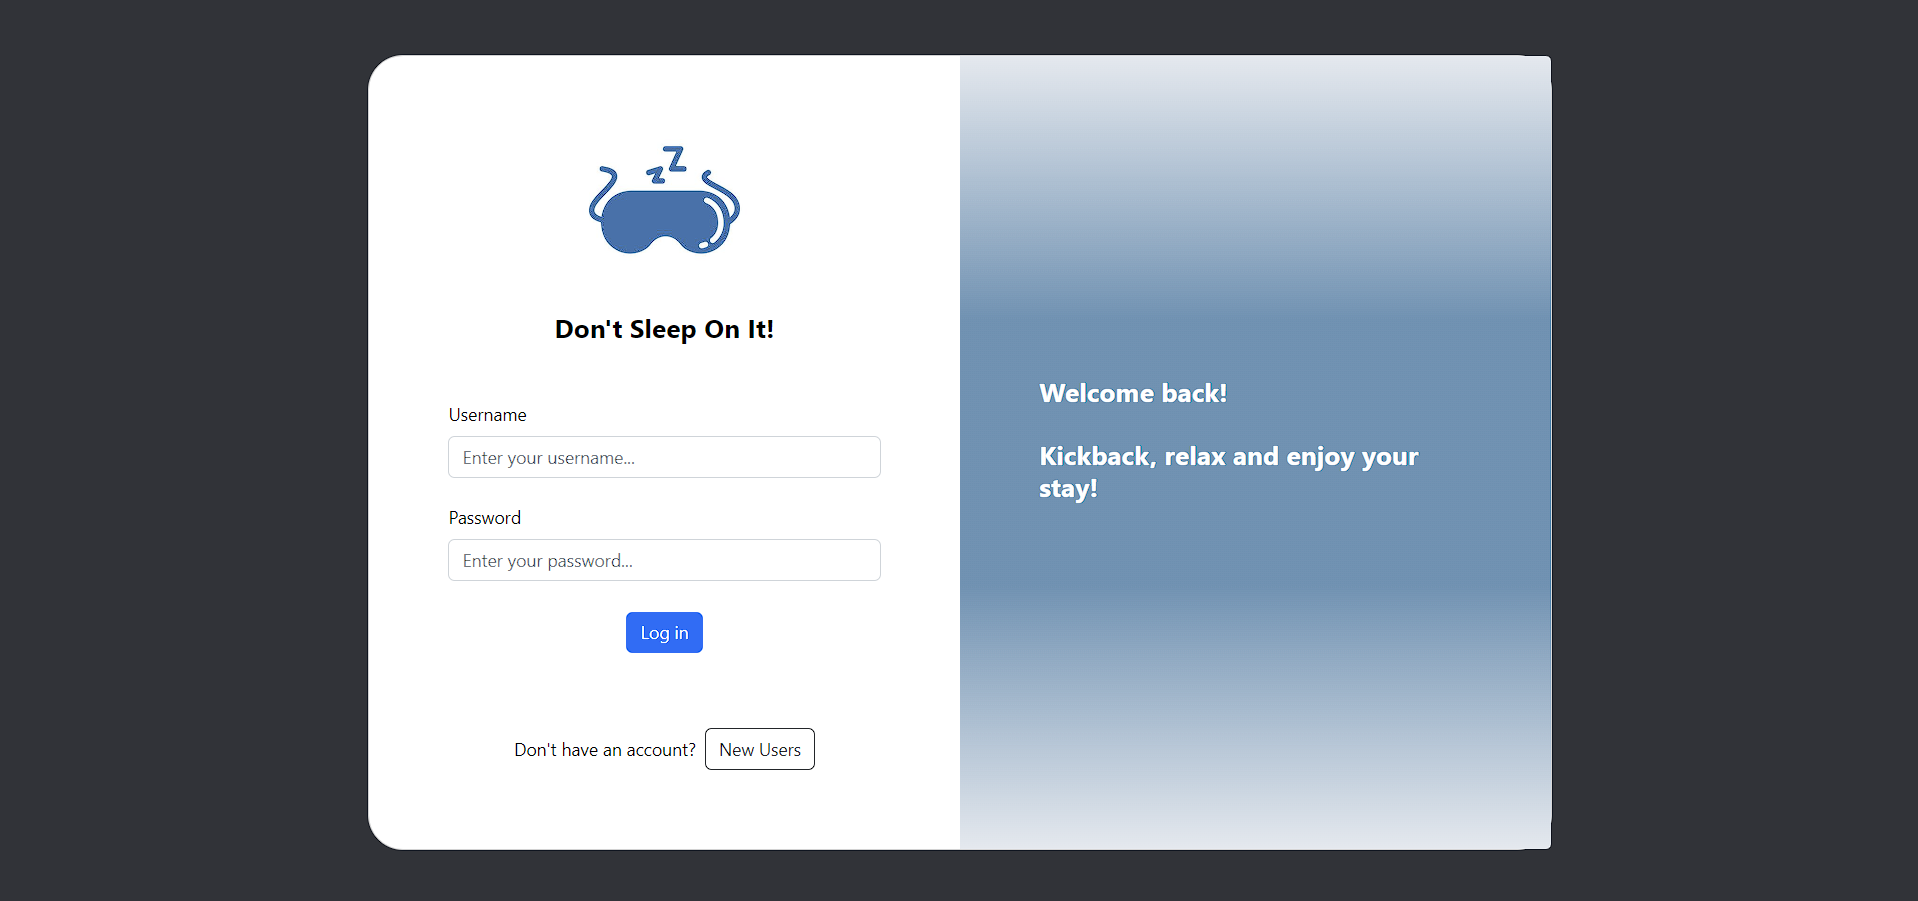 zZ
Don't Sleep On It!
Username
Enter your username...
Password
Enter your password...
Log in
Don't have an account? New Users
Welcome back!
Kickback, relax and enjoy your
stay!